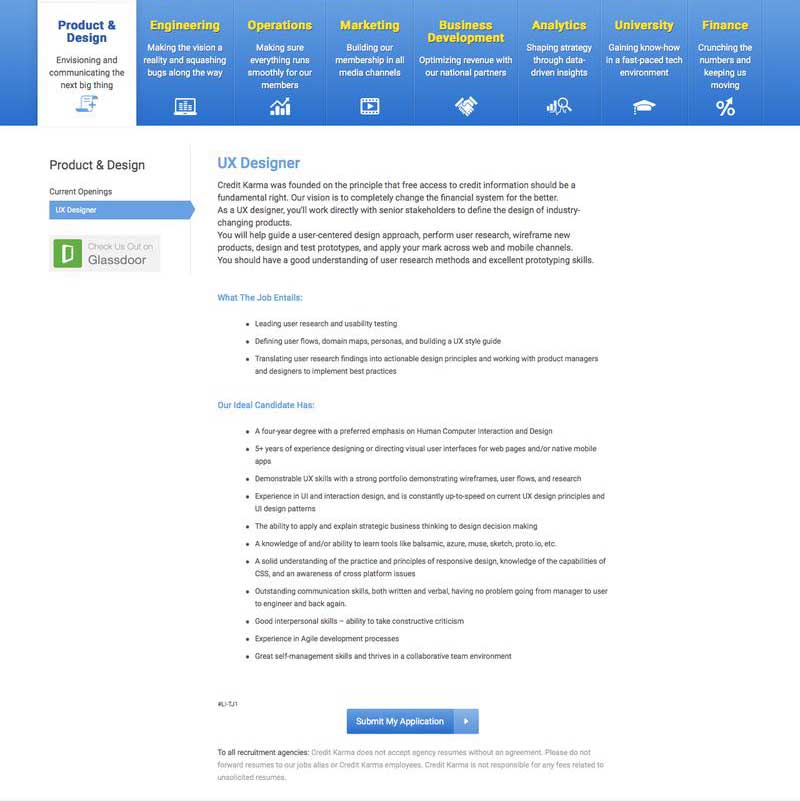 Product &
Design
Envisioning and
communicating the
next big thing
Engineering
Making the vision a
reality and squashing
bugs along the way
Operations
Making sure
everything runs
smoothly for our
members
Marketing
Building our
membership in all
media channels
Business
Development
Optimizing revenue with
our national partners
Analytics
Shaping strategy
through data-
driven insights
University
Gaining know-how
in a fast-paced tech
environment
Finance
Crunching the
numbers and
keeping us
moving
Product & Design
Current Openings
UX Designer
Check Us Out on
Glassdoor
UX Designer
Credit Karma was founded on the principle that free access to credit information should be a
fundamental right. Our vision is to completely change the financial system for the better.
As a UX designer, you'll work directly with senior stakeholders to define the design of industry-
changing products.
You will help guide a user-centered design approach, perform user research, wireframe new
products, design and test prototypes, and apply your mark across web and mobile channels.
You should have a good understanding of user research methods and excellent prototyping skills.
What The Job Entails:
• Leading user research and usability testing
• Defining user flows, domain maps, personas, and building a UX style guide
• Translating user research findings into actionable design principles and working with product managers
and designers to implement best practices
Our Ideal Candidate Has:
• A four-year degree with a preferred emphasis on Human Computer Interaction and Design
• 5+ years of experience designing or directing visual user interfaces for web pages and/or native mobile
apps
• Demonstrable UX skills with a strong portfolio demonstrating wireframes, user flows, and research
• Experience in UI and interaction design, and is constantly up-to-speed on current UX design principles and
UI design patterns
• The ability to apply and explain strategic business thinking to design decision making
• A knowledge of and/or ability to learn tools like balsamic, azure, muse, sketch, proto.io, etc.
• A solid understanding of the practice and principles of responsive design, knowledge of the capabilities of
CSS, and an awareness of cross platform issues
• Outstanding communication skills, both written and verbal, having no problem going from manager to user
to engineer and back again.
• Good interpersonal skills – ability to take constructive criticism
• Experience in Agile development processes
• Great self-management skills and thrives in a collaborative team environment
#LI-TJ1
Submit My Application
To all recruitment agencies: Credit Karma does not accept agency resumes without an agreement. Please do not
forward resumes to our jobs alias or Credit Karma employees. Credit Karma is not responsible for any fees related to
unsolicited resumes.